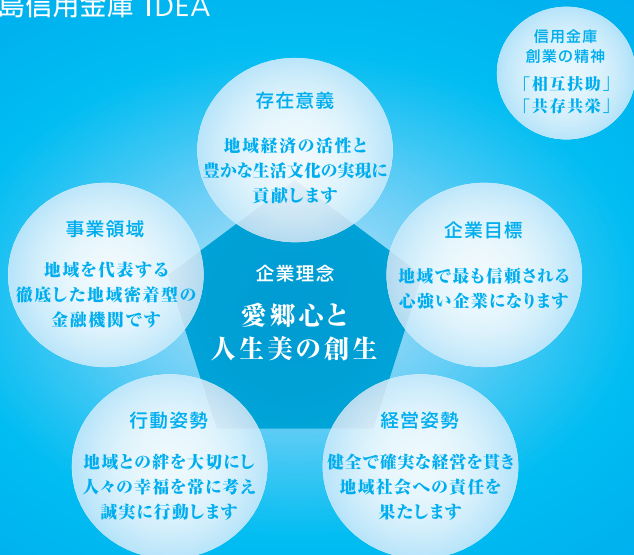 島信用金庫 IDEA
信用金庫
創業の精神
「相互扶助」
「共存共栄」
存在意義
地域経済の活性と
豊かな生活文化の実現に
貢献します
事業領域
地域を代表する
徹底した地域密着型の
金融機関です
企業理念
愛郷心と
人生美の創生
企業目標
地域で最も信頼される
心強い企業になります
行動姿勢
地域との絆を大切にし
人々の幸福を常に考え
誠実に行動します
経営姿勢
健全で確実な経営を貫き
地域社会への責任を
果たします